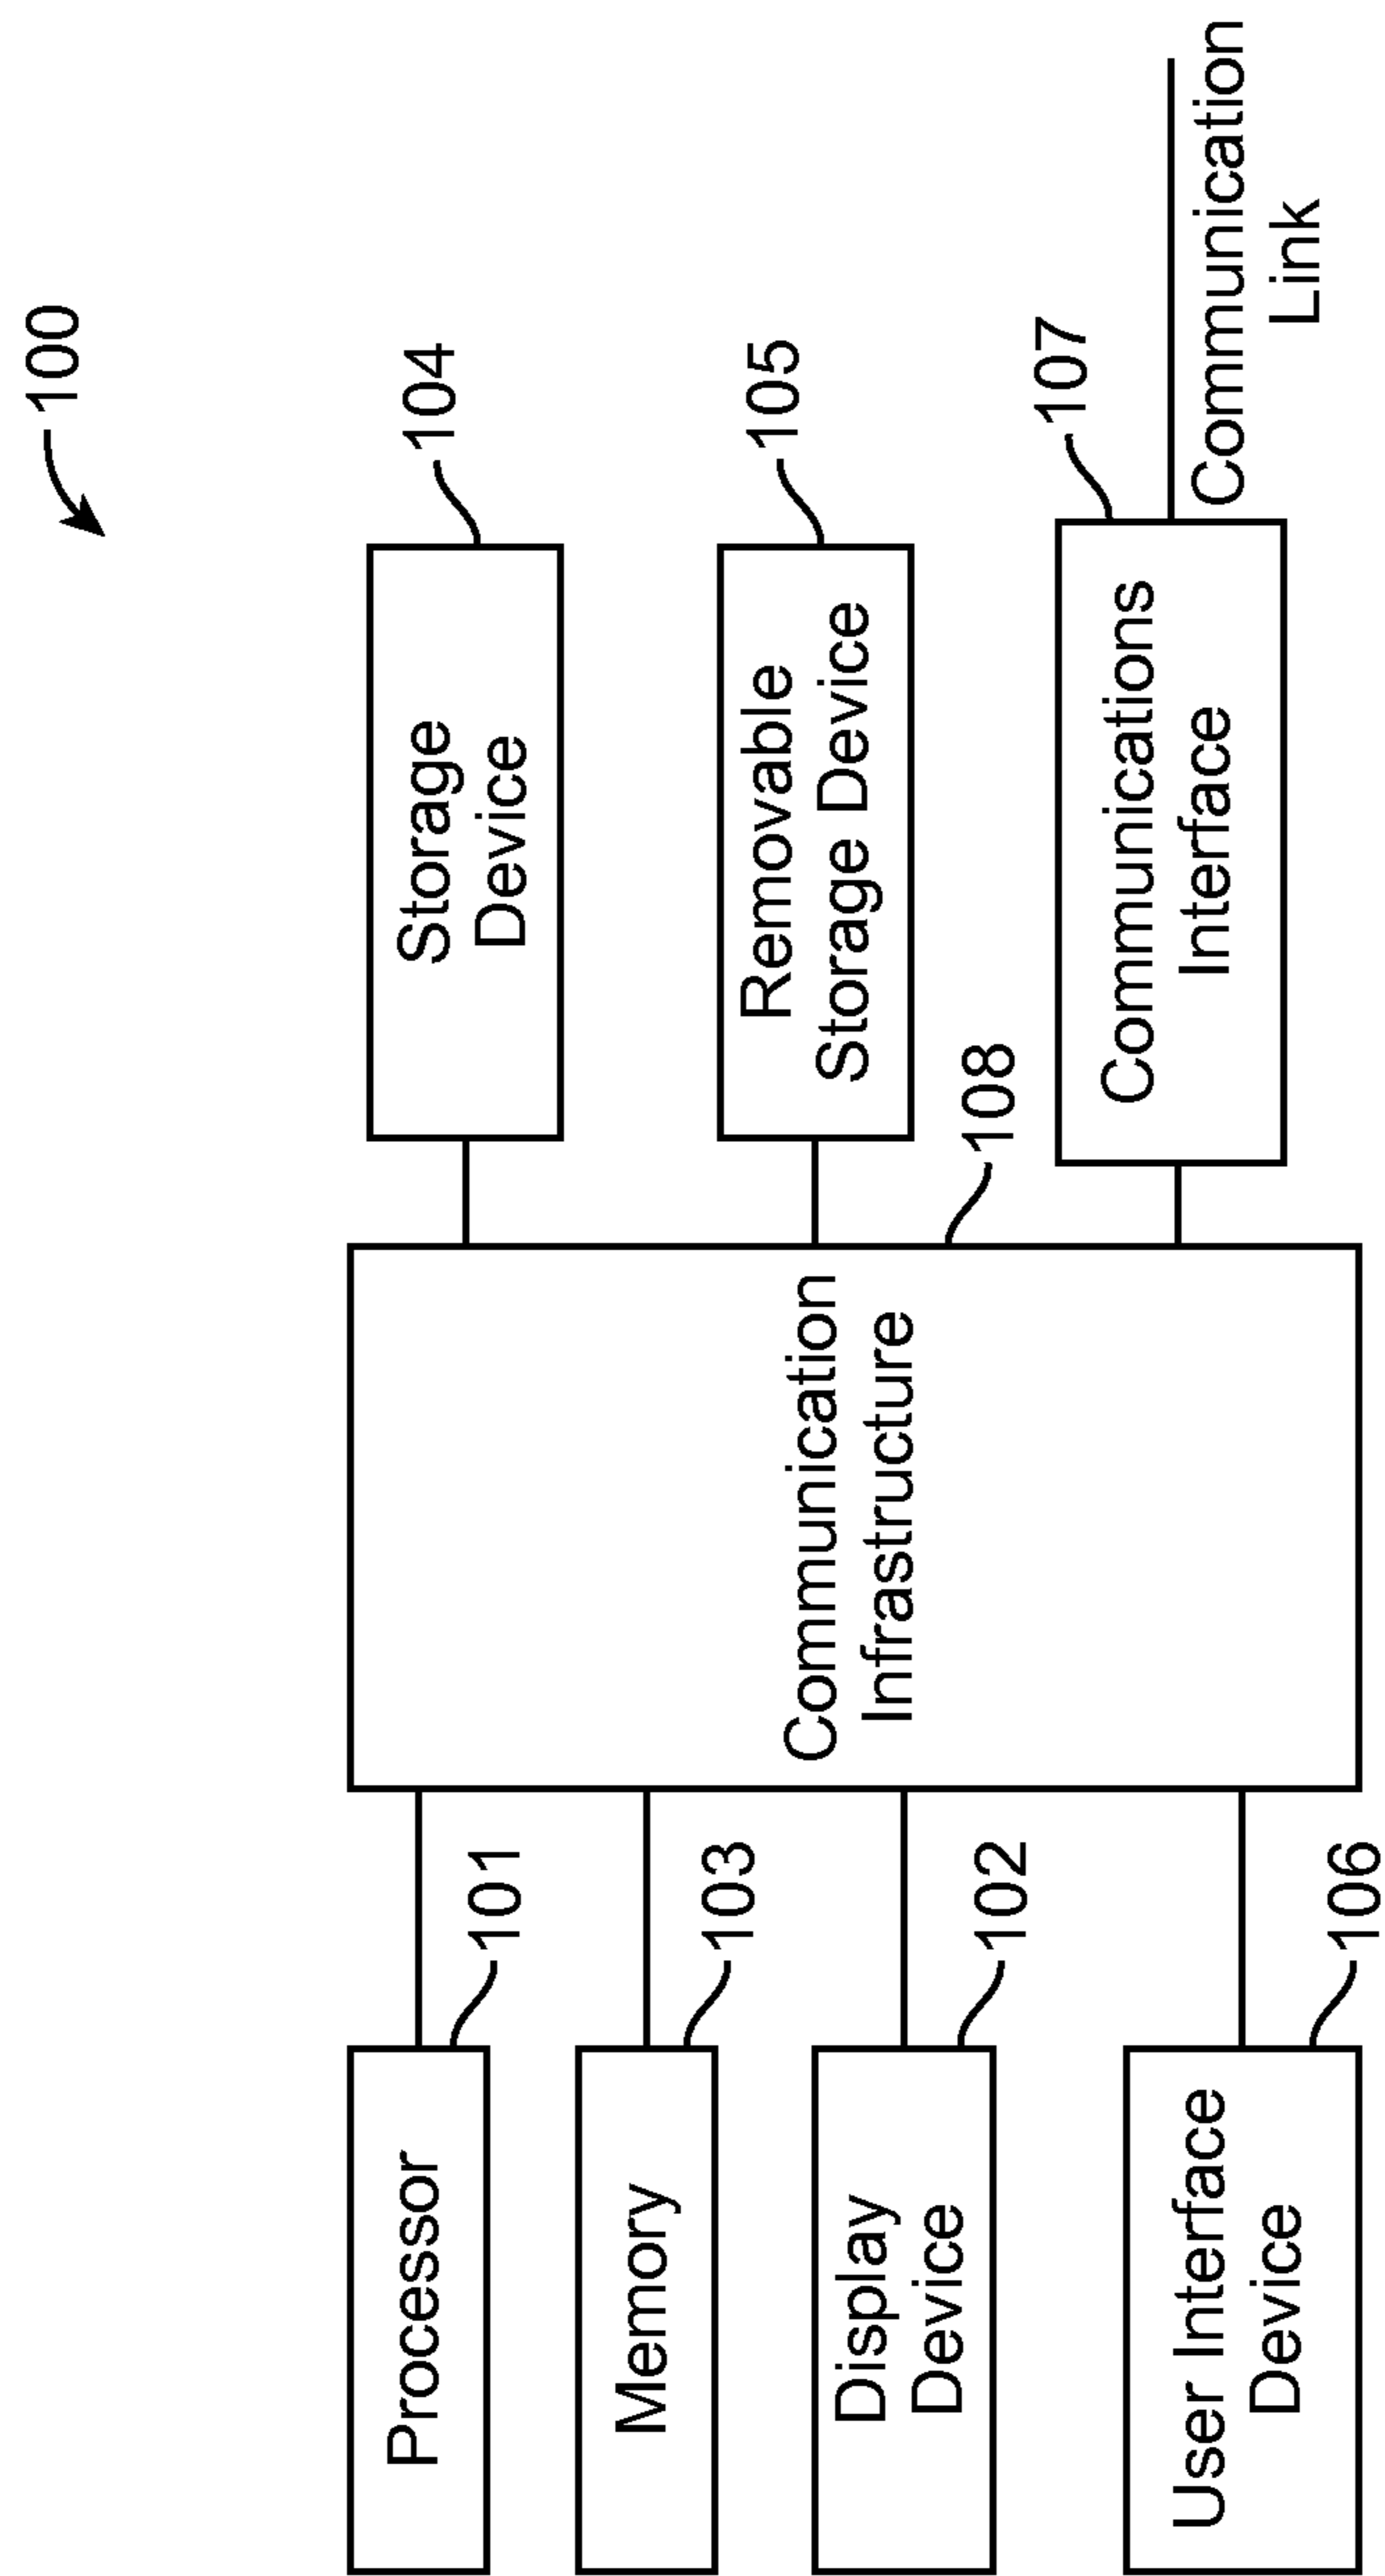 100
Processor
101
Memory
103
Display
Device
102
User Interface
Device
106
Communication
Infrastructure
108
Storage
Device
104
Removable
Storage Device
105
Communications
Interface
107
Communication
Link